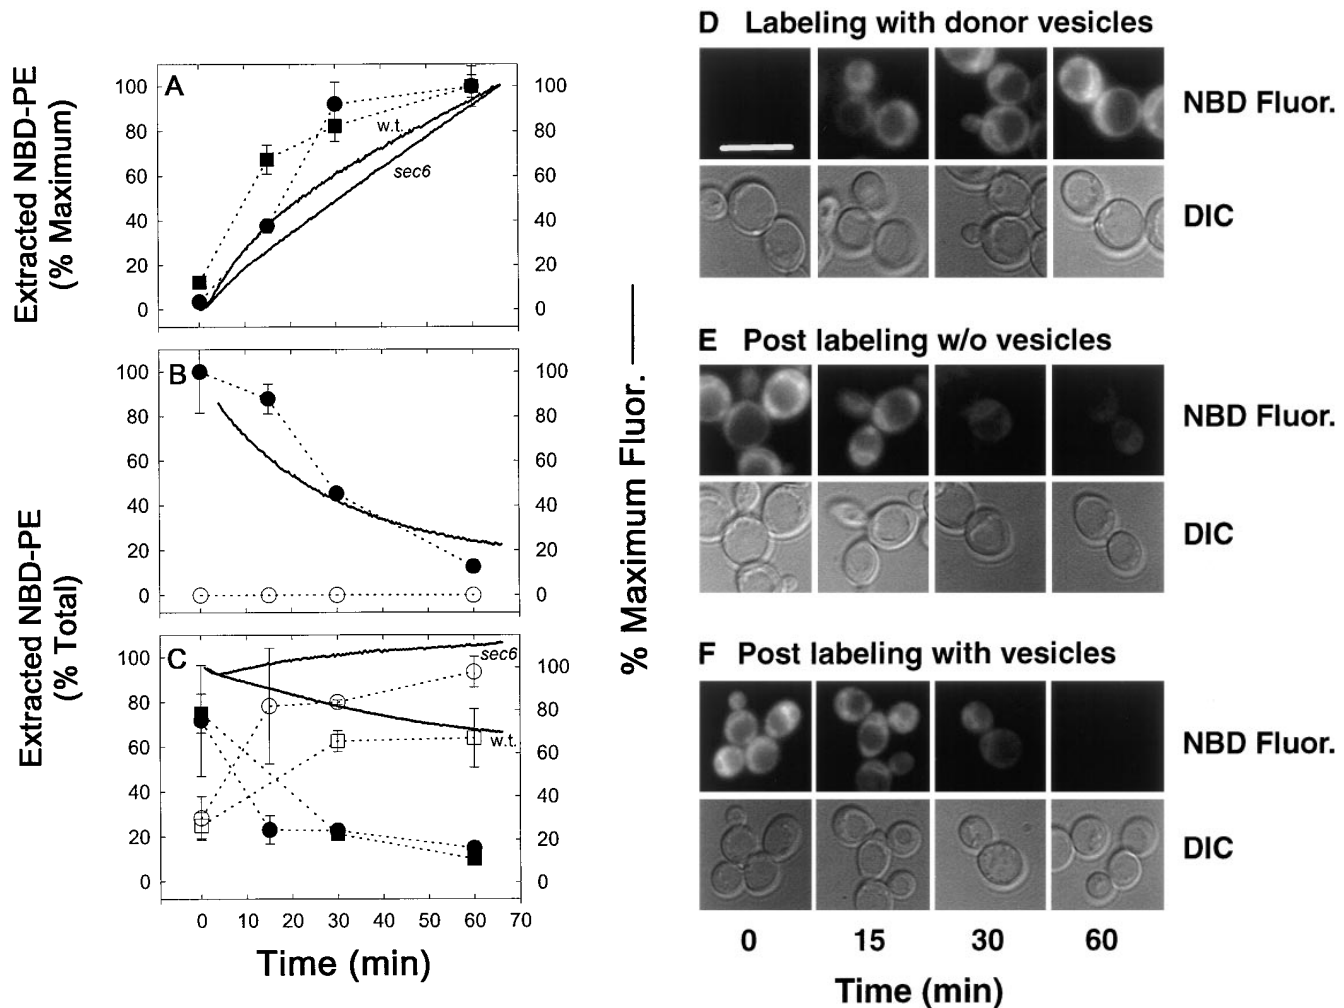 A
Extracted NBD-PE
(% Maximum)
100
80
60
40
20
0
100
80
60
40
20
0
w.t.
sec6
B
100
80
60
40
20
0
100
80
60
40
20
0
Extracted NBD-PE
(% Total)
% Maximum Fluor.
C
100
80
60
40
20
0
100
80
60
40
20
0
sec6
w.t.
0 10 20 30 40 50 60 70
Time (min)
D Labeling with donor vesicles
NBD Fluor.
DIC
E Post labeling w/o vesicles
NBD Fluor.
DIC
F Post labeling with vesicles
NBD Fluor.
DIC
0 15 30 60
Time (min)